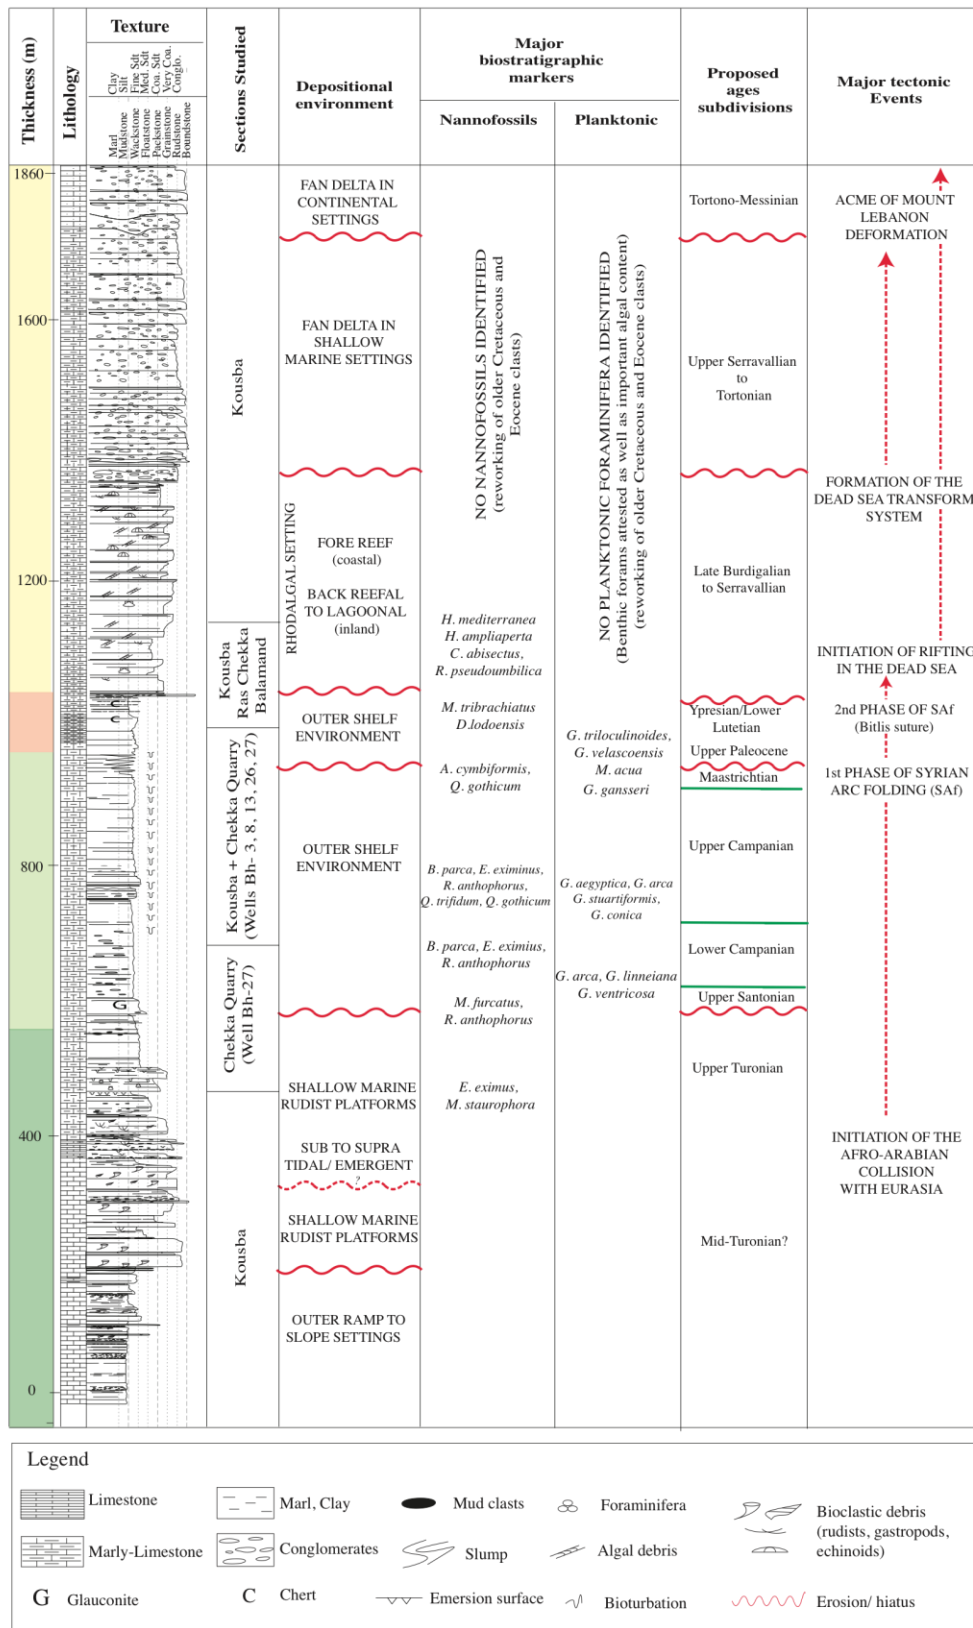 Thickness (m)
Lithology
Texture
Clay
Silt
Fine Sdt
Med. Sdt
Coa. Sdt
Very Coa.
Conglo.
Marl
Mudstone
Wackstone
Floatstone
Packstone
Grainstone
Rudstone
Boundstone
Sections Studied
Depositional
environment
Major
biostratigraphic
markers
Nannofossils
Planktonic
Proposed
ages
subdivisions
Major tectonic
Events
1860
1600
1200
800
400
0
Kousba
Kousba
Ras Chekka
Balamand
Kousba + Chekka Quarry
(Wells Bh- 3, 8, 13, 26, 27)
Chekka Quarry
(Well Bh-27)
Kousba
FAN DELTA IN
CONTINENTAL
SETTINGS
FAN DELTA IN
SHALLOW
MARINE SETTINGS
RHODALGAL SETTING
FORE REEF
(coastal)
BACK REEFAL
TO LAGOONAL
(inland)
OUTER SHELF
ENVIRONMENT
OUTER SHELF
ENVIRONMENT
SHALLOW MARINE
RUDIST PLATFORMS
SUB TO SUPRA
TIDAL/ EMERGENT
?
SHALLOW MARINE
RUDIST PLATFORMS
OUTER RAMP TO
SLOPE SETTINGS
NO NANNOFOSSILS IDENTIFIED
(reworking of older Cretaceous and
Eocene clasts)
H. mediterranea
H. ampliaperta
C. abisectus,
R. pseudoumbilica
M. tribrachiatus
D.lodoensis
A. cymbiformis,
Q. gothicum
B. parca, E. eximinus,
R. anthophorus,
Q. trifidum, Q. gothicum
B. parca, E. eximius,
R. anthophorus
M. furcatus,
R. anthophorus
E. eximus,
M. staurophora
NO PLANKTONIC FORAMINIFERA IDENTIFIED
(Benthic forams attested as well as important algal content)
(reworking of older Cretaceous and Eocene clasts)
G. triloculinoides,
G. velascoensis
M. acua
G. gansseri
G. aegyptica, G. arca
G. stuartiformis,
G. conica
G. arca, G. linneiana
G. ventricosa
Tortono-Messinian
Upper Serravallian
to
Tortonian
Late Burdigalian
to Serravallian
Ypresian/Lower
Lutetian
Upper Paleocene
Maastrichtian
Upper Campanian
Lower Campanian
Upper Santonian
Upper Turonian
Mid-Turonian?
ACME OF MOUNT
LEBANON
DEFORMATION
FORMATION OF THE
DEAD SEA TRANSFORM
SYSTEM
INITIATION OF RIFTING
IN THE DEAD SEA
2nd PHASE OF SAf
(Bitlis suture)
1st PHASE OF SYRIAN
ARC FOLDING (SAf)
INITIATION OF THE
AFRO-ARABIAN
COLLISION
WITH EURASIA
C
C
G
Legend
Limestone
Marl, Clay
Mud clasts
Foraminifera
Bioclastic debris
(rudists, gastropods,
echinoids)
Marly-Limestone
Conglomerates
Slump
Algal debris
G Glauconite
C Chert
Emersion surface
Bioturbation
Erosion/ hiatus